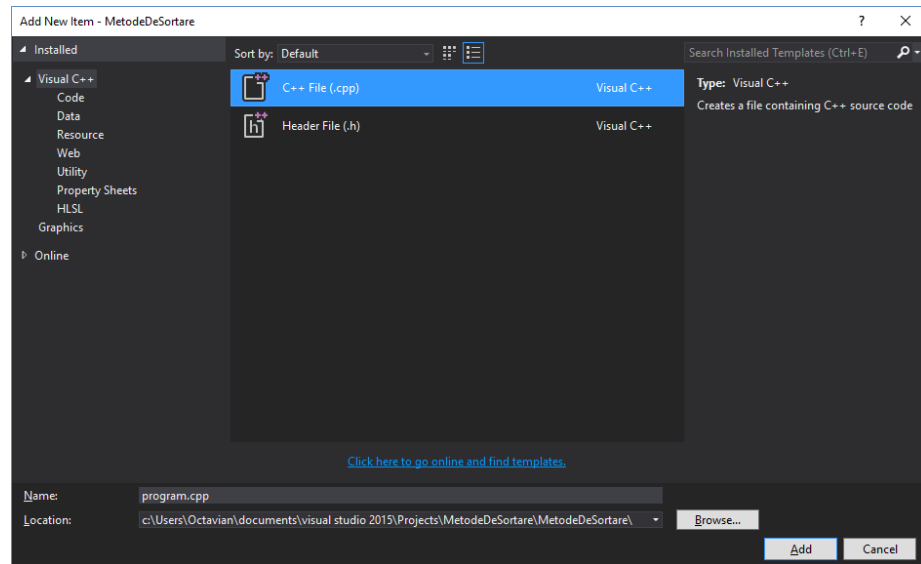 Add New Item - MetodeDeSortare
? ×
Installed
Sort by: Default
Search Installed Templates (Ctrl+E)
Visual C++
Code
Data
Resource
Web
Utility
Property Sheets
HLSL
Graphics
Online
C++ File (.cpp) Visual C++
Header File (.h) Visual C++
Type: Visual C++
Creates a file containing C++ source code
Click here to go online and find templates.
Name: program.cpp
Location: c:\Users\Octavian\documents\visual studio 2015\Projects\MetodeDeSortare\MetodeDeSortare\
Browse...
Add Cancel